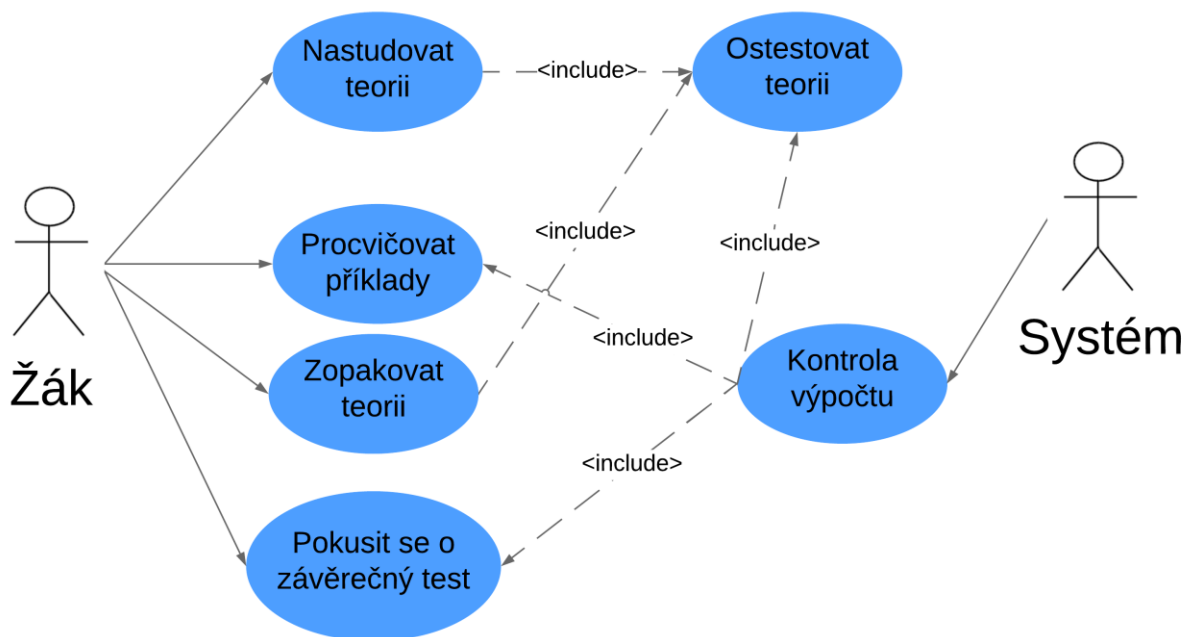 Nastudovat
teorii
<include>
Ostestovat
teorii
<include>
<include>
Procvičovat
příklady
<include>
Žák
Zopakovat
teorii
Kontrola
výpočtu
Systém
<include>
Pokusit se o
závěrečný test